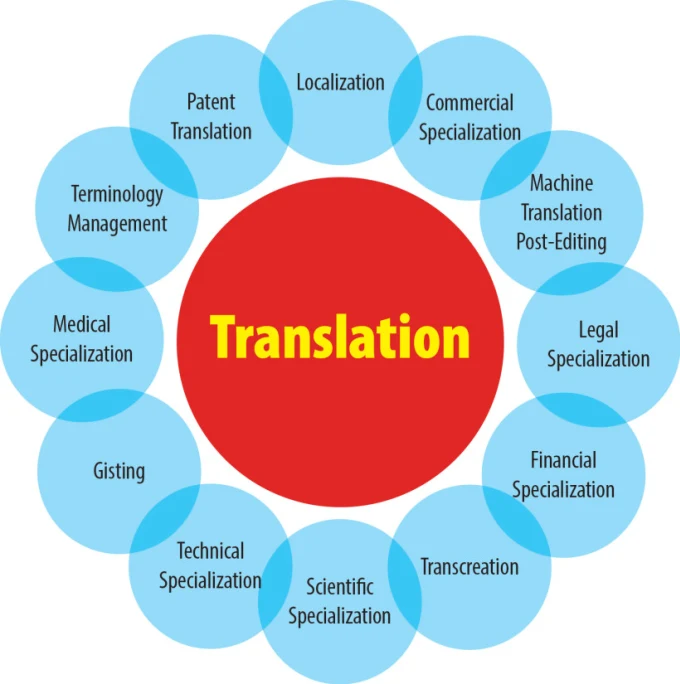 Localization
Commercial
Specialization
Machine
Translation
Post-Editing
Legal
Specialization
Financial
Specialization
Transcreation
Scientific
Specialization
Technical
Specialization
Gisting
Medical
Specialization
Terminology
Management
Patent
Translation
Translation